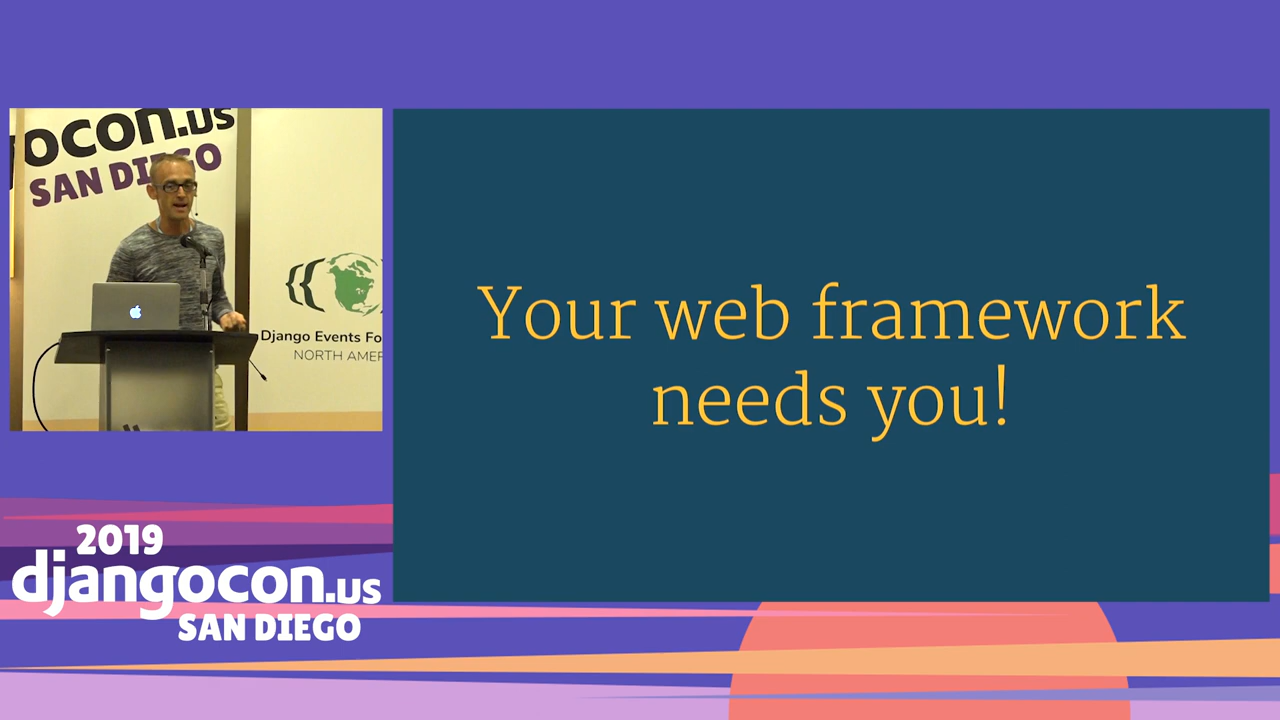 ocon.us
SAN DIEGO
Django Events Fo
NORTH AMER
Your web framework
needs you!
2019
djangocon.us
SAN DIEGO